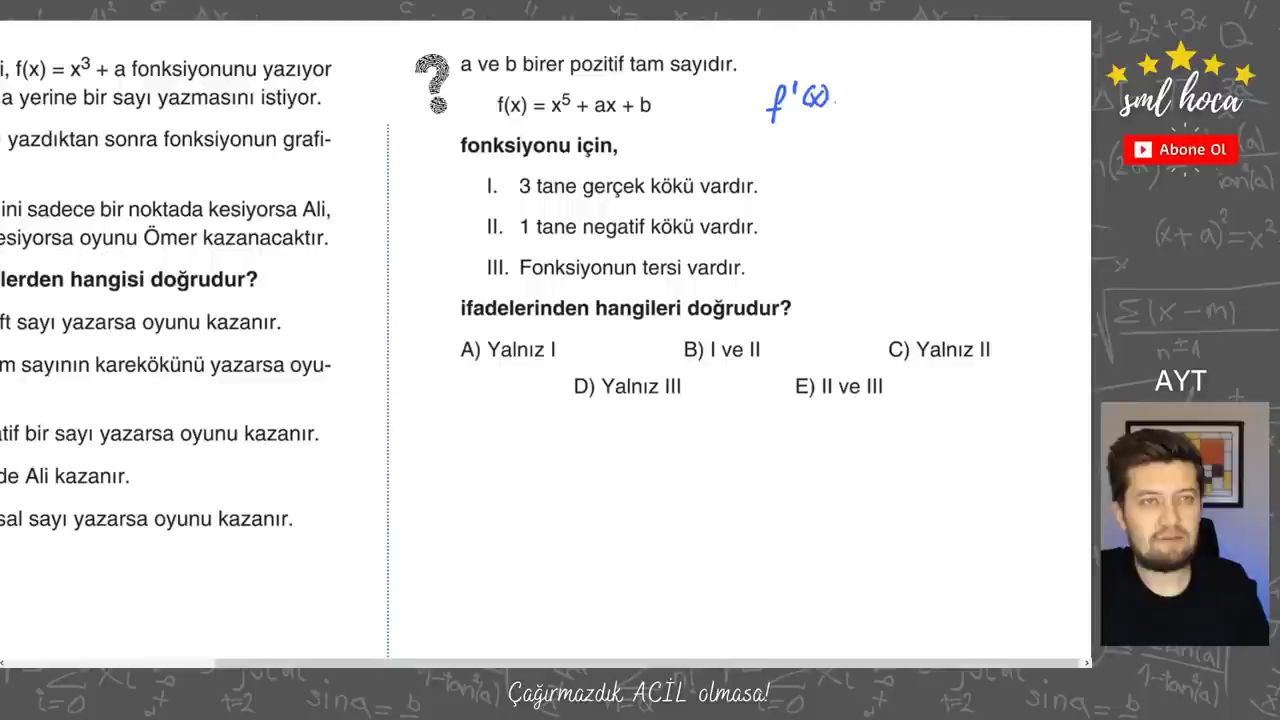 i, f(x) = x³ + a fonksiyonunu yazıyor
a yerine bir sayı yazmasını istiyor.
yazdıktan sonra fonksiyonun grafi-
ini sadece bir noktada kesiyorsa Ali,
esiyorsa oyunu Ömer kazanacaktır.
lerden hangisi doğrudur?
ft sayı yazarsa oyunu kazanır.
m sayının karekökünü yazarsa oyu-
tif bir sayı yazarsa oyunu kazanır.
de Ali kazanır.
sal sayı yazarsa oyunu kazanır.
? a ve b birer pozitif tam sayıdır.
f(x) = x⁵ + ax + b
f'(x)
fonksiyonu için,
I. 3 tane gerçek kökü vardır.
II. 1 tane negatif kökü vardır.
III. Fonksiyonun tersi vardır.
ifadelerinden hangileri doğrudur?
A) Yalnız I B) I ve II C) Yalnız II
D) Yalnız III E) II ve III
sml hoca
Abone Ol
AYT
Çağırmazdık ACİL olmasa!